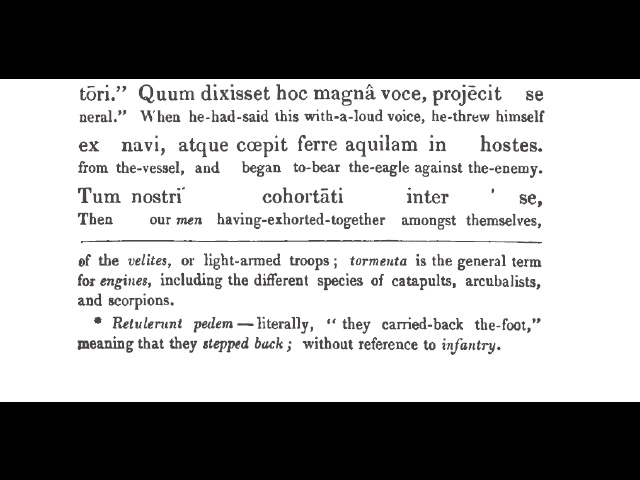 tōri.” Quum dixisset hoc magnâ voce, projēcit se
neral.” When he-had-said this with-a-loud voice, he-threw himself
ex navi, atque cœpit ferre aquilam in hostes.
from the-vessel, and began to-bear the-eagle against the-enemy.
Tum nostri cohortāti inter se,
Then our men having-exhorted-together amongst themselves,
of the velites, or light-armed troops ; tormenta is the general term
for engines, including the different species of catapults, arcubalists,
and scorpions.
* Retulerunt pedem — literally, “ they carried-back the-foot,”
meaning that they stepped back ; without reference to infantry.